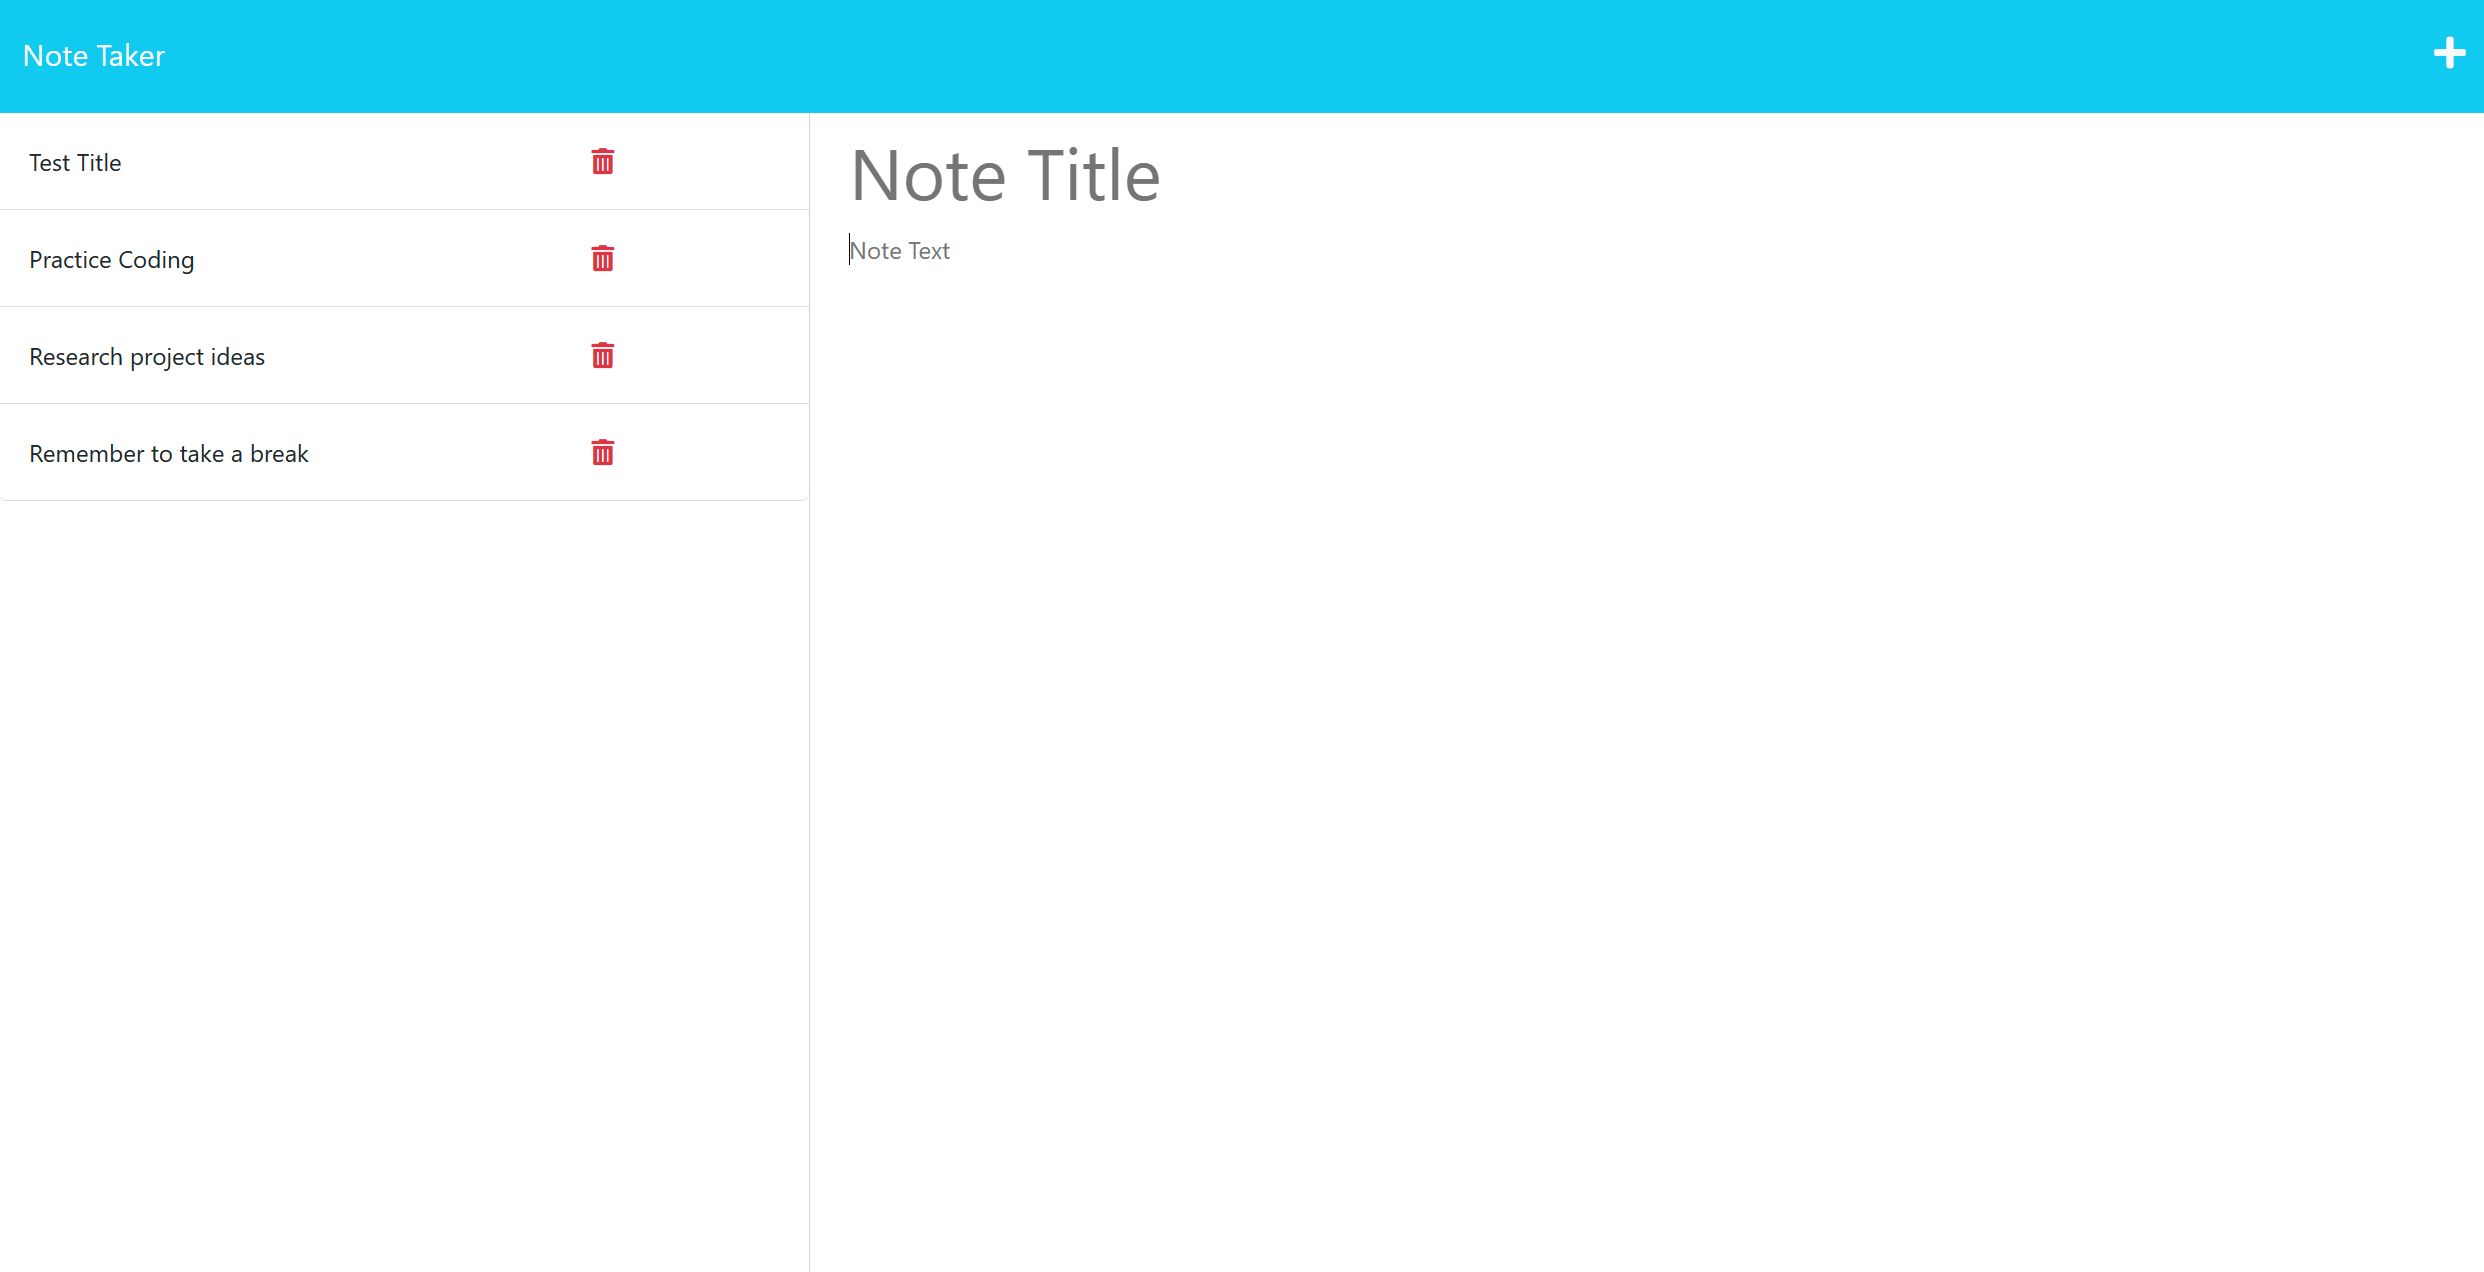 Note Taker
Test Title
Practice Coding
Research project ideas
Remember to take a break
Note Title
Note Text